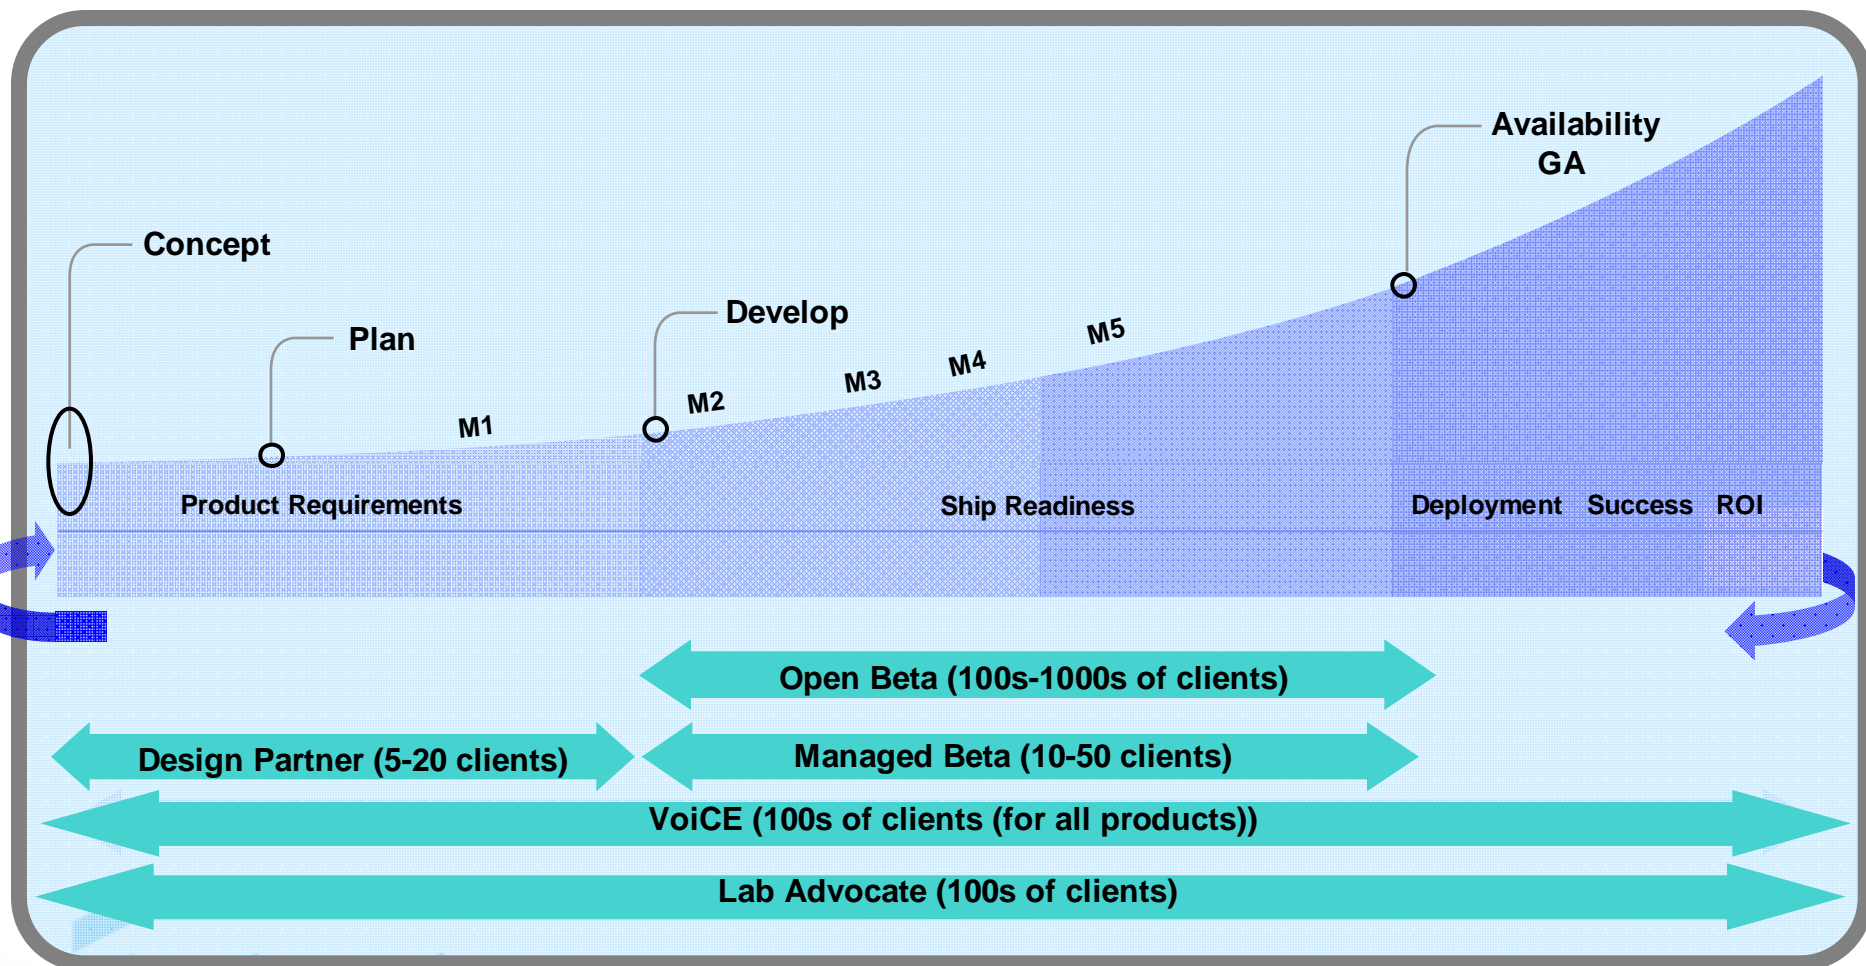 Availability
GA
Concept
Develop
Plan
M5
M4
M3
M2
M1
Product Requirements
Ship Readiness
Deployment Success ROI
Open Beta (100s-1000s of clients)
Design Partner (5-20 clients)
Managed Beta (10-50 clients)
VoiCE (100s of clients (for all products))
Lab Advocate (100s of clients)